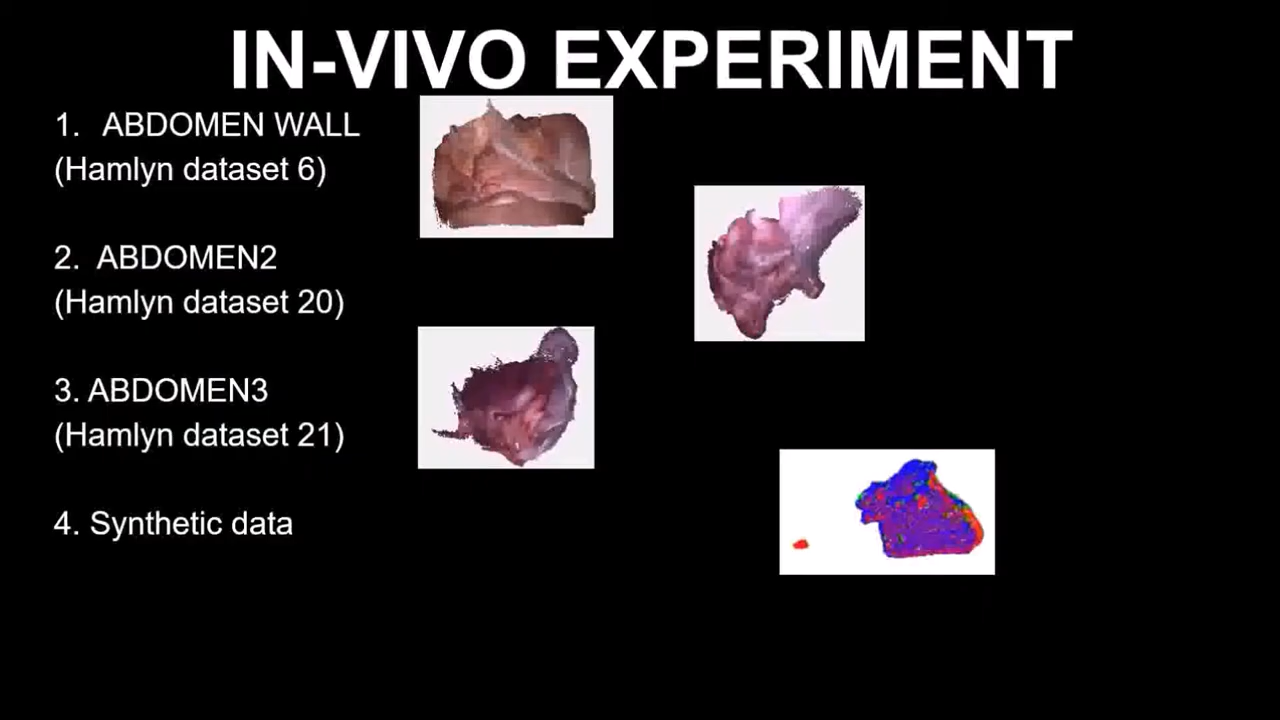 IN-VIVO EXPERIMENT
1. ABDOMEN WALL
(Hamlyn dataset 6)
2. ABDOMEN2
(Hamlyn dataset 20)
3. ABDOMEN3
(Hamlyn dataset 21)
4. Synthetic data